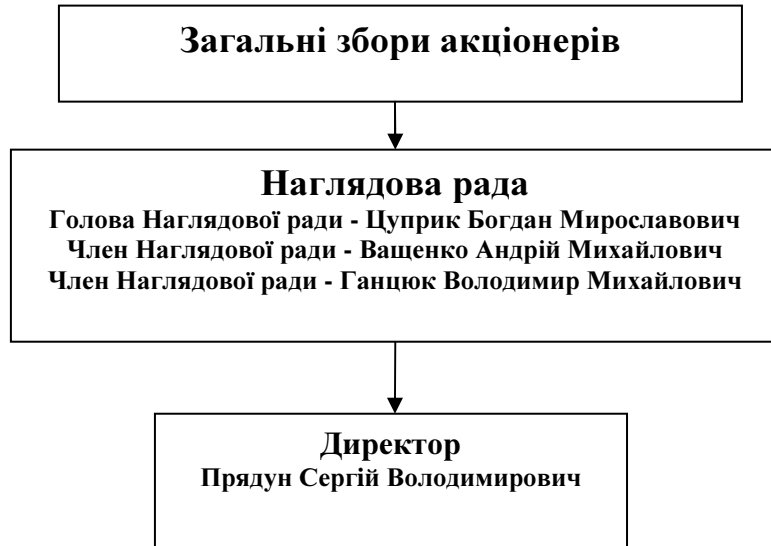 Загальні збори акціонерів
Наглядова рада
Голова Наглядової ради - Цуприк Богдан Мирославович
Член Наглядової ради - Ващенко Андрій Михайлович
Член Наглядової ради - Ганцюк Володимир Михайлович
Директор
Прядун Сергій Володимирович